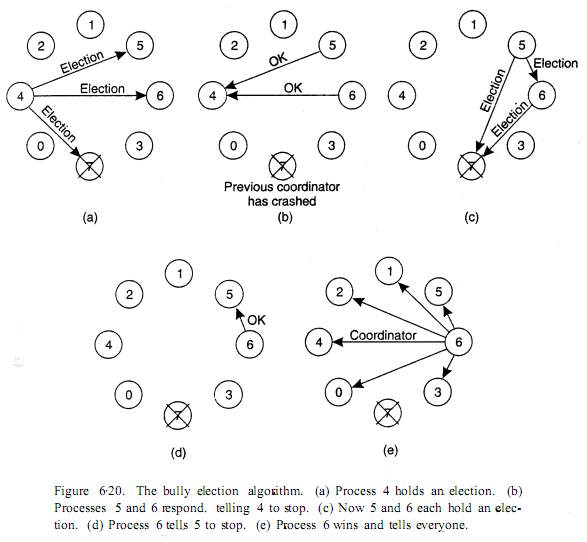 1
2
5
Election
4
Election
6
Election
0
3
7
(a)
1
2
5
OK
4
OK
6
0
3
7
Previous coordinator
has crashed
(b)
1
2
5
Election
4
6
Election
Election
0
3
7
(c)
1
2
5
OK
4
6
0
3
7
(d)
1
2
5
Coordinator
4
6
0
3
7
(e)
Figure 6·20. The bully election algorithm. (a) Process 4 holds an election. (b)
Processes 5 and 6 respond. telling 4 to stop. (c) Now 5 and 6 each hold an elec-
tion. (d) Process 6 tells 5 to stop. (e) Process 6 wins and tells everyone.